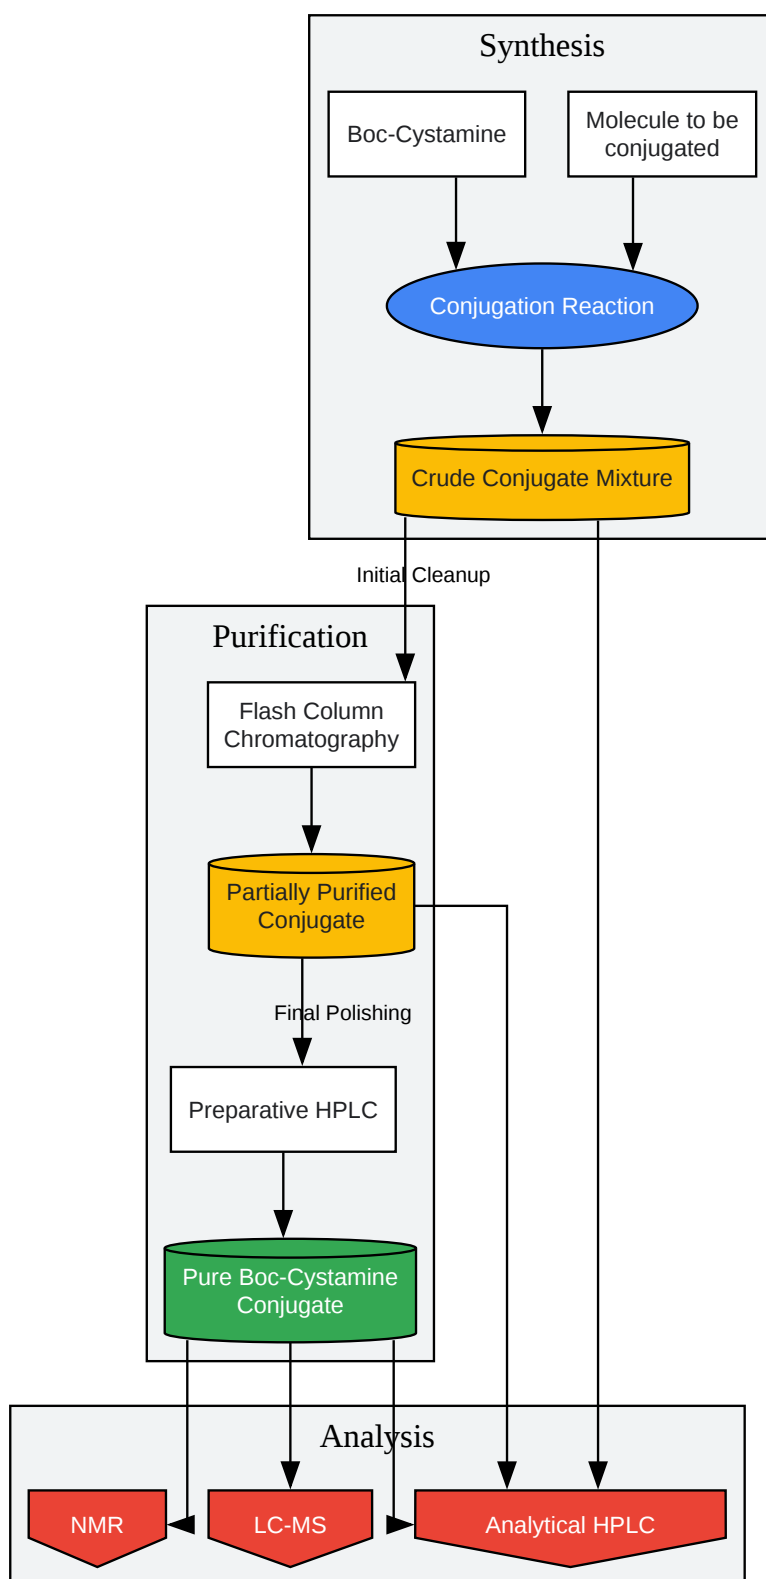 Synthesis
Boc-Cystamine
Molecule to be
conjugated
Conjugation Reaction
Crude Conjugate Mixture
Initial Cleanup
Purification
Flash Column
Chromatography
Partially Purified
Conjugate
Final Polishing
Preparative HPLC
Pure Boc-Cystamine
Conjugate
Analysis
NMR
LC-MS
Analytical HPLC